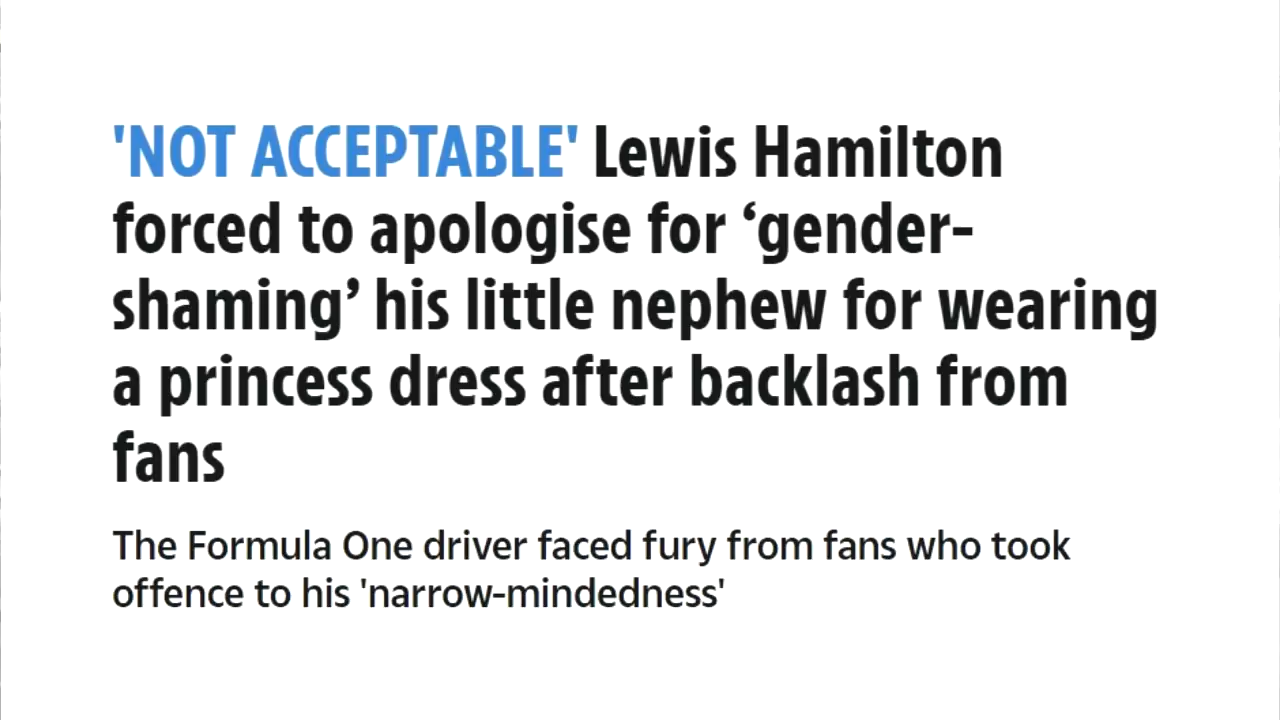 'NOT ACCEPTABLE' Lewis Hamilton
forced to apologise for ‘gender-
shaming’ his little nephew for wearing
a princess dress after backlash from
fans
The Formula One driver faced fury from fans who took
offence to his 'narrow-mindedness'